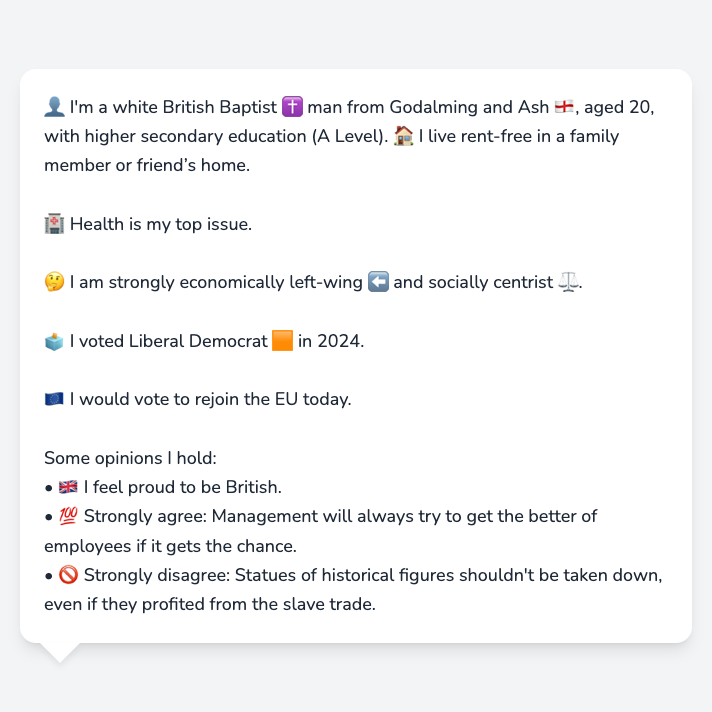 👤 I'm a white British Baptist ✝️ man from Godalming and Ash 🏴󠁧󠁢󠁥󠁮󠁧󠁿, aged 20,
with higher secondary education (A Level). 🏠 I live rent-free in a family
member or friend’s home.
🏥 Health is my top issue.
🤔 I am strongly economically left-wing ⬅️ and socially centrist ⚖️.
🗳️ I voted Liberal Democrat 🟧 in 2024.
🇪🇺 I would vote to rejoin the EU today.
Some opinions I hold:
• 🇬🇧 I feel proud to be British.
• 💯 Strongly agree: Management will always try to get the better of
employees if it gets the chance.
• 🚫 Strongly disagree: Statues of historical figures shouldn't be taken down,
even if they profited from the slave trade.